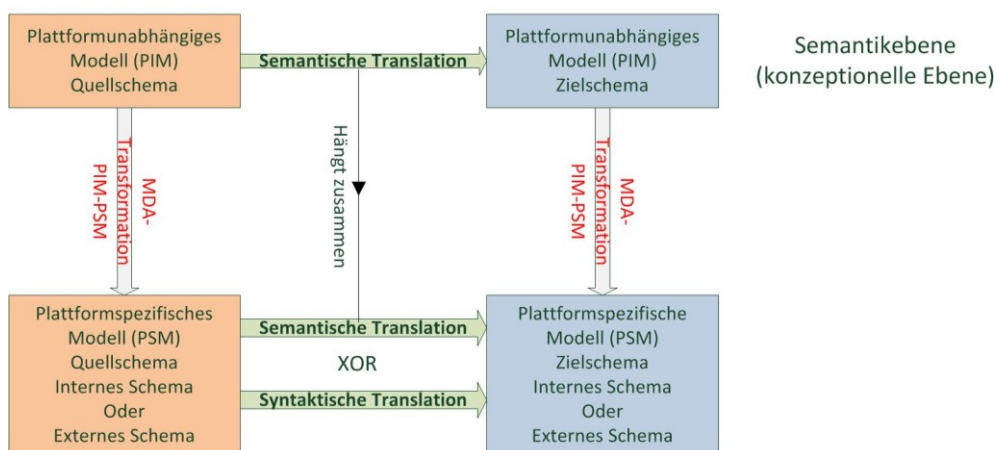 Plattformunabhängiges
Modell (PIM)
Quellschema
Semantische Translation
Plattformunabhängiges
Modell (PIM)
Zielschema
Semantikebene
(konzeptionelle Ebene)
MDA-
Transformation
PIM-PSM
Hängt zusammen
MDA-
Transformation
PIM-PSM
Plattformspezifisches
Modell (PSM)
Quellschema
Internes Schema
Oder
Externes Schema
Semantische Translation
XOR
Syntaktische Translation
Plattformspezifische
Modell (PSM)
Zielschema
Internes Schema
Oder
Externes Schema